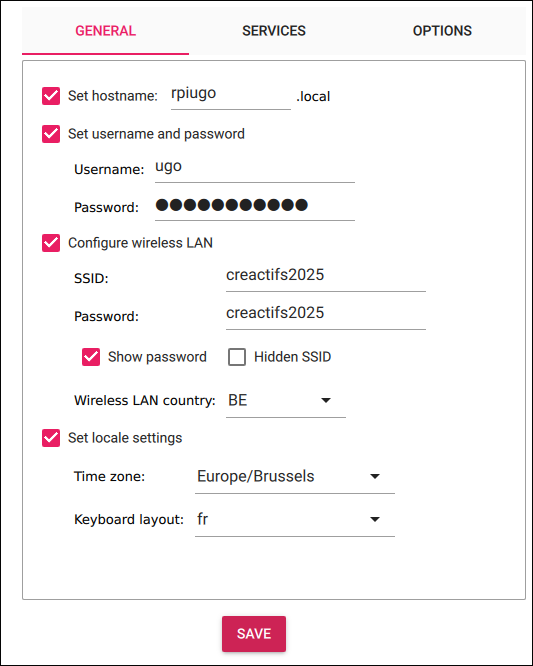 GENERAL SERVICES OPTIONS
Set hostname: rpiugo .local
Set username and password
Username: ugo
Password: ●●●●●●●●●●●
Configure wireless LAN
SSID: creactifs2025
Password: creactifs2025
Show password Hidden SSID
Wireless LAN country: BE
Set locale settings
Time zone: Europe/Brussels
Keyboard layout: fr
SAVE